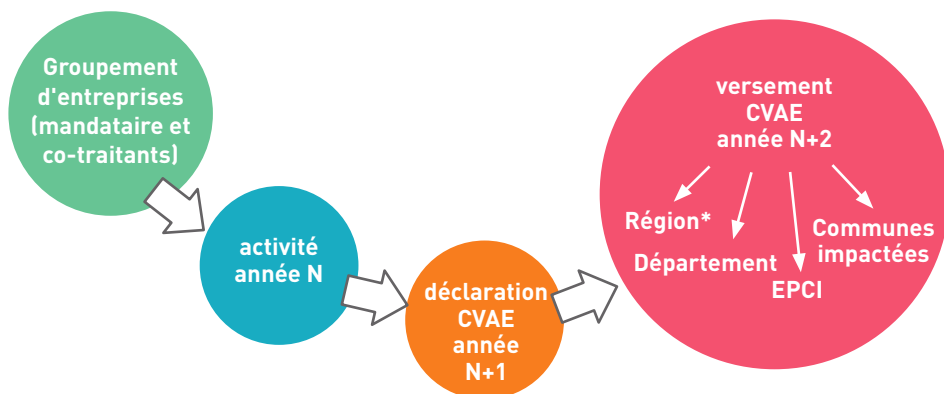 Groupement
d'entreprises
(mandataire et
co-traitants)
activité
année N
déclaration
CVAE
année
N+1
versement
CVAE
année N+2
Région*
Département
EPCI
Communes
impactées